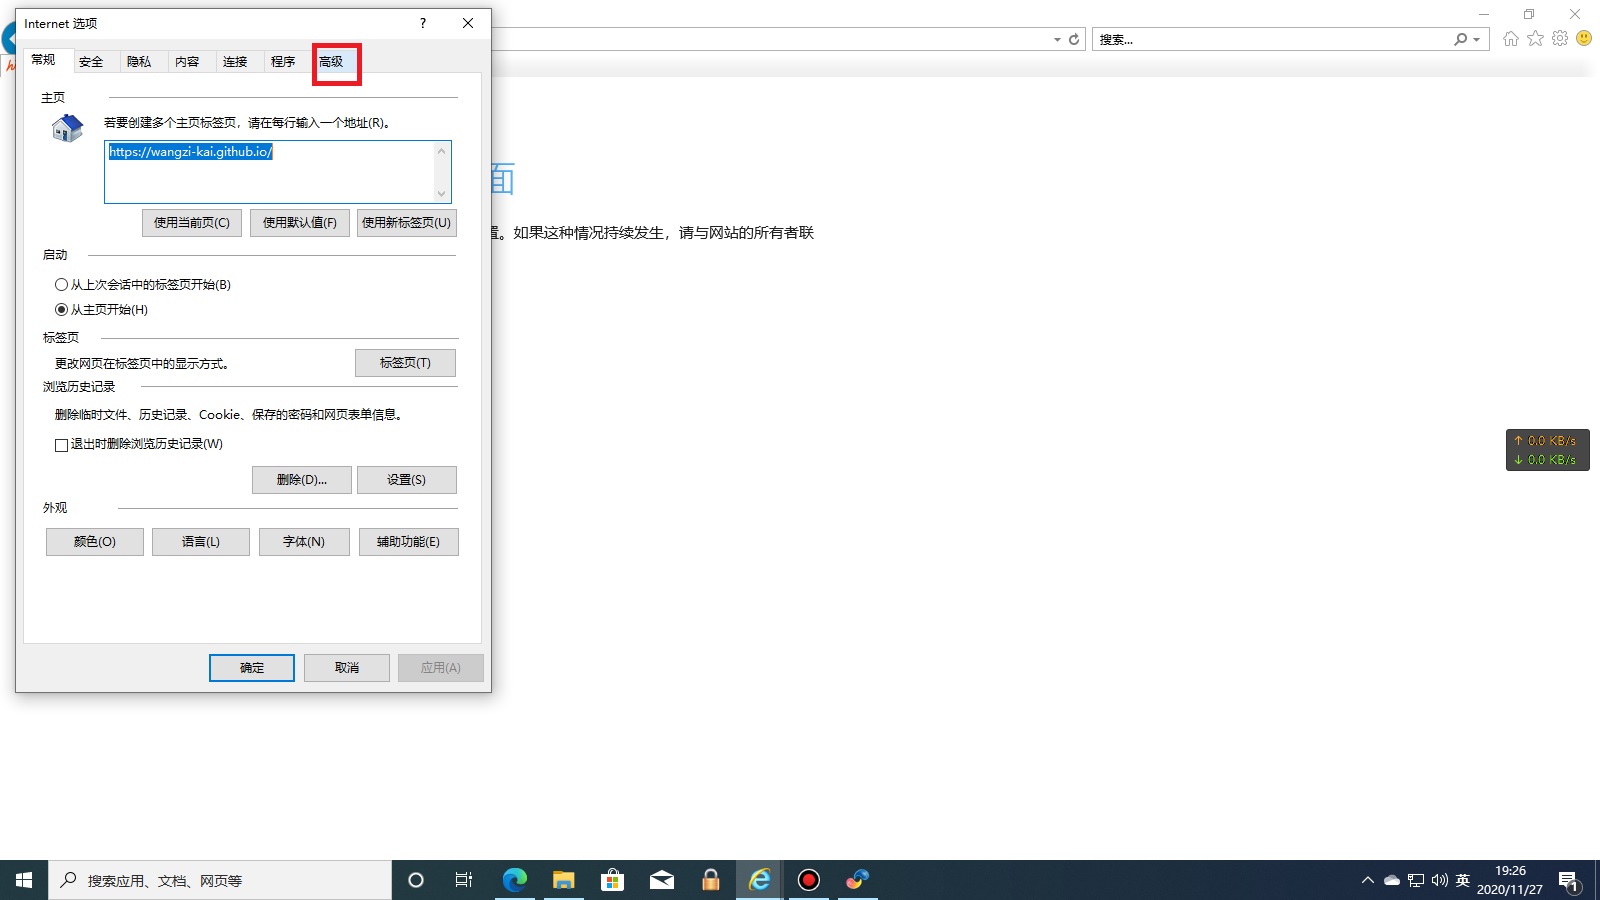 Internet 选项
?
搜索...
常规 安全 隐私 内容 连接 程序 高级
主页
若要创建多个主页标签页，请在每行输入一个地址(R)。
https://wangzi-kai.github.io/
使用当前页(C) 使用默认值(F) 使用新标签页(U)
面
。如果这种情况持续发生，请与网站的所有者联
启动
从上次会话中的标签页开始(B)
从主页开始(H)
标签页
更改网页在标签页中的显示方式。
标签页(T)
浏览历史记录
删除临时文件、历史记录、Cookie、保存的密码和网页表单信息。
退出时删除浏览历史记录(W)
删除(D)... 设置(S)
外观
颜色(O) 语言(L) 字体(N) 辅助功能(E)
确定 取消 应用(A)
↑ 0.0 KB/s
↓ 0.0 KB/s
搜索应用、文档、网页等
英
19:26
2020/11/27
1